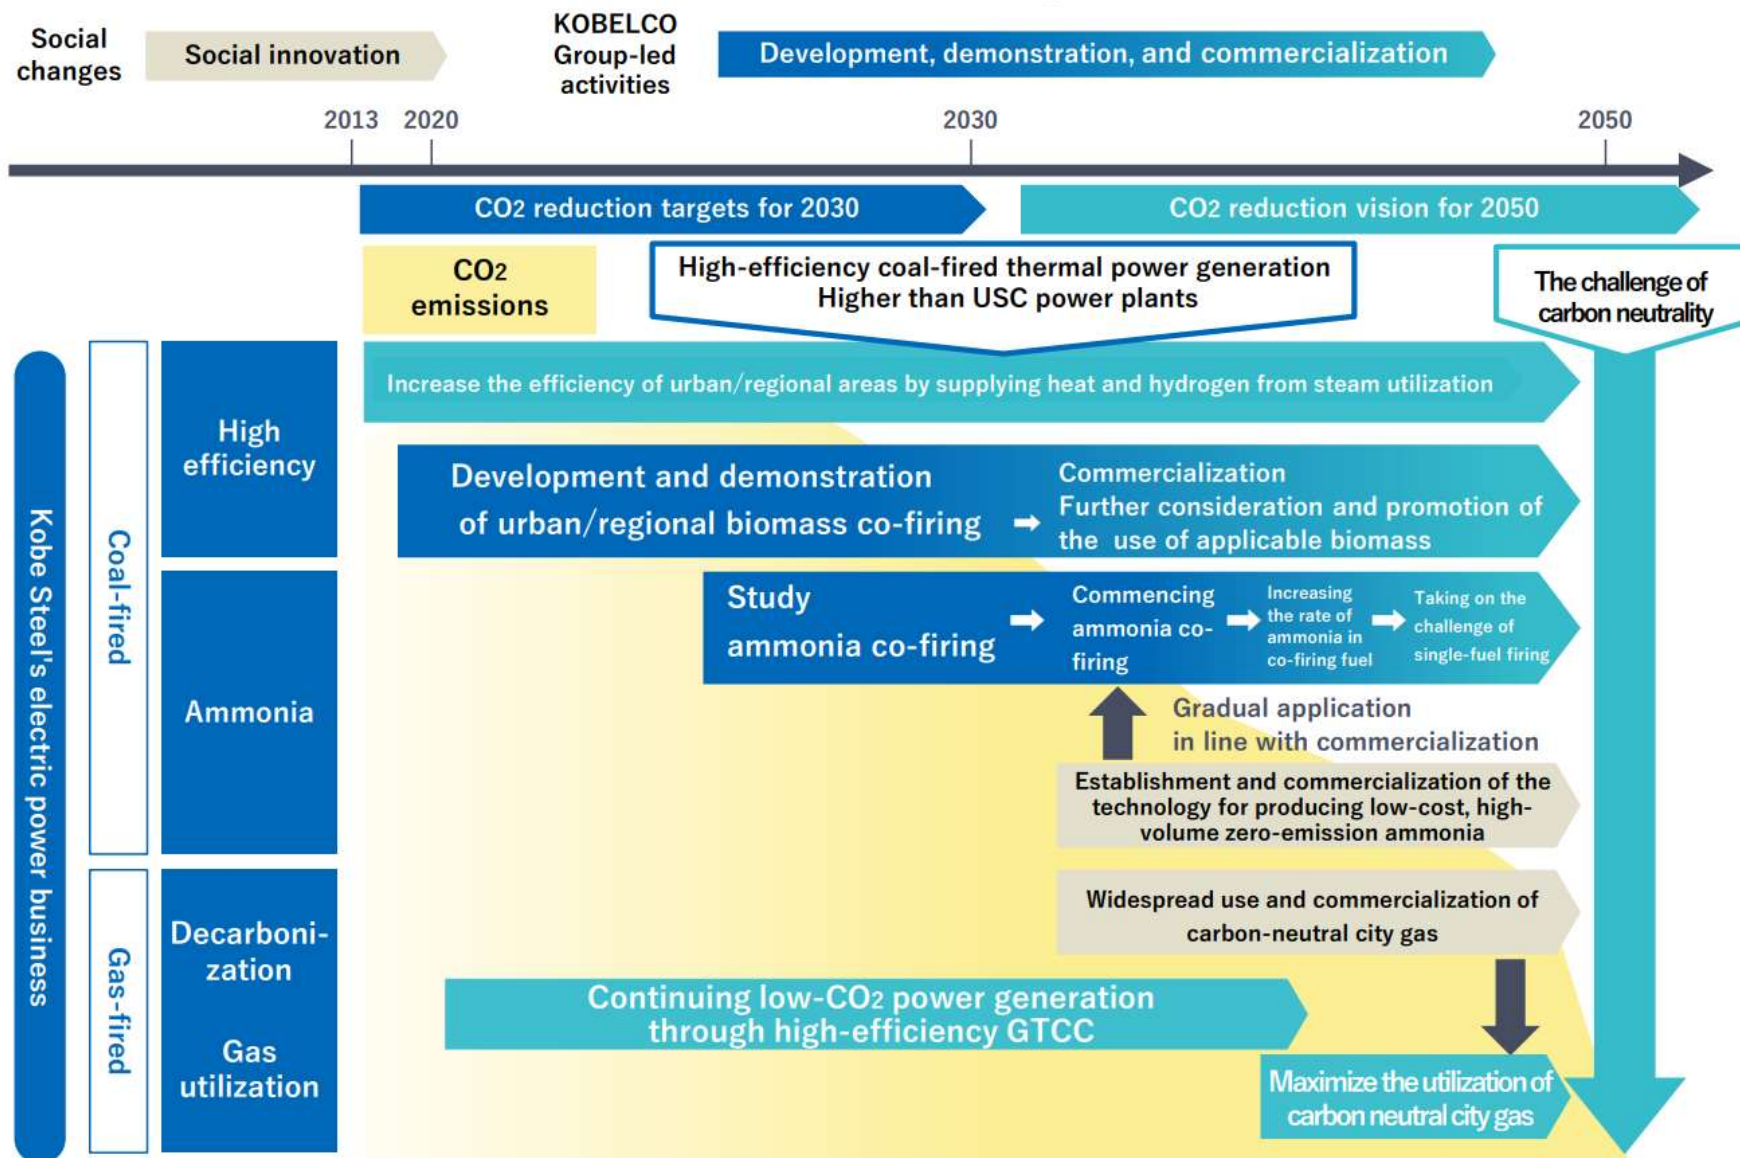 Social
changes
Social innovation
KOBELCO
Group-led
activities
Development, demonstration, and commercialization
2013
2020
2030
2050
CO2 reduction targets for 2030
CO2 reduction vision for 2050
CO2
emissions
High-efficiency coal-fired thermal power generation
Higher than USC power plants
The challenge of
carbon neutrality
Kobe Steel's electric power business
Coal-fired
High
efficiency
Increase the efficiency of urban/regional areas by supplying heat and hydrogen from steam utilization
Development and demonstration
of urban/regional biomass co-firing
Commercialization
Further consideration and promotion of
the use of applicable biomass
Ammonia
Study
ammonia co-firing
Commencing
ammonia co-
firing
Increasing
the rate of
ammonia in
co-firing fuel
Taking on the
challenge of
single-fuel firing
Gradual application
in line with commercialization
Establishment and commercialization of the
technology for producing low-cost, high-
volume zero-emission ammonia
Gas-fired
Decarboni-
zation
Gas
utilization
Widespread use and commercialization of
carbon-neutral city gas
Continuing low-CO2 power generation
through high-efficiency GTCC
Maximize the utilization of
carbon neutral city gas